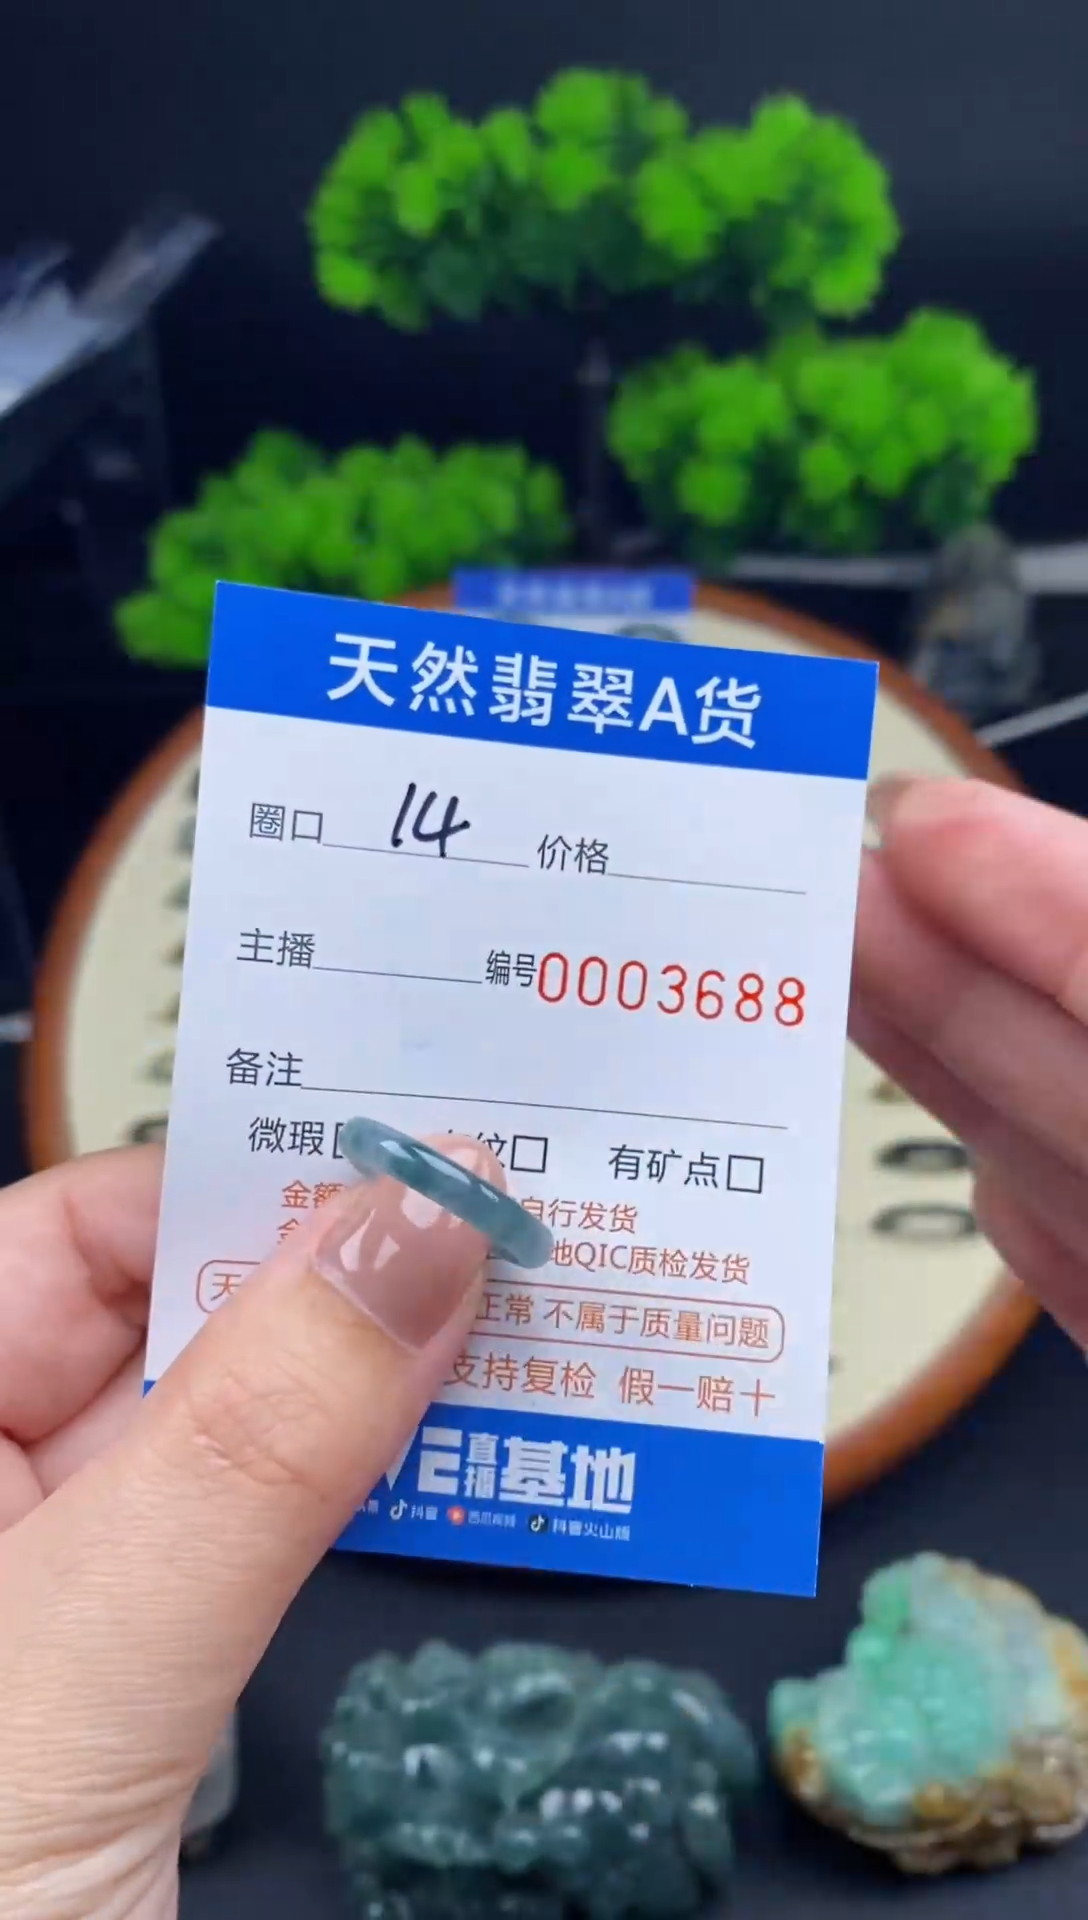 天然翡翠A货
圈口 14 价格
主播 编号0003688
备注
微瑕 纹 有矿点
金额 自行发货
地QIC质检发货
天 正常 不属于质量问题
支持复检 假一赔十
直播基地
抖音 西瓜视频 抖音火山版